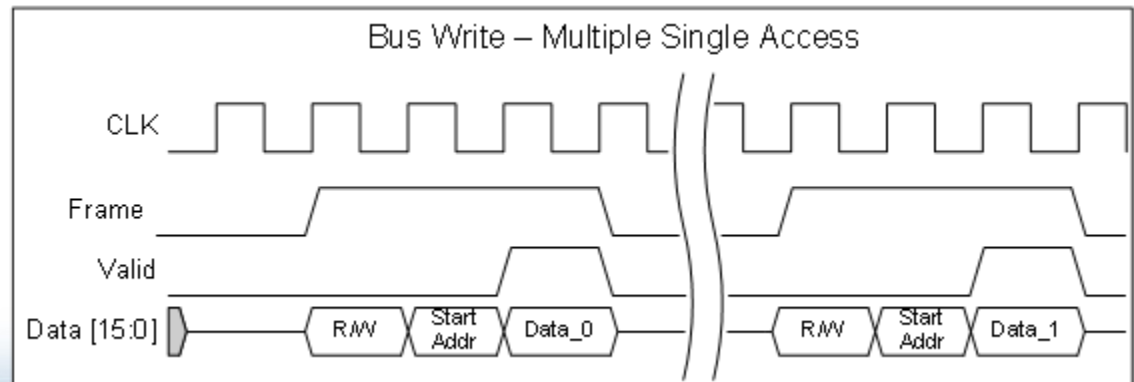 Bus Write – Multiple Single Access
CLK
Frame
Valid
Data [15:0]
R/W
Start
Addr
Data_0
R/W
Start
Addr
Data_1